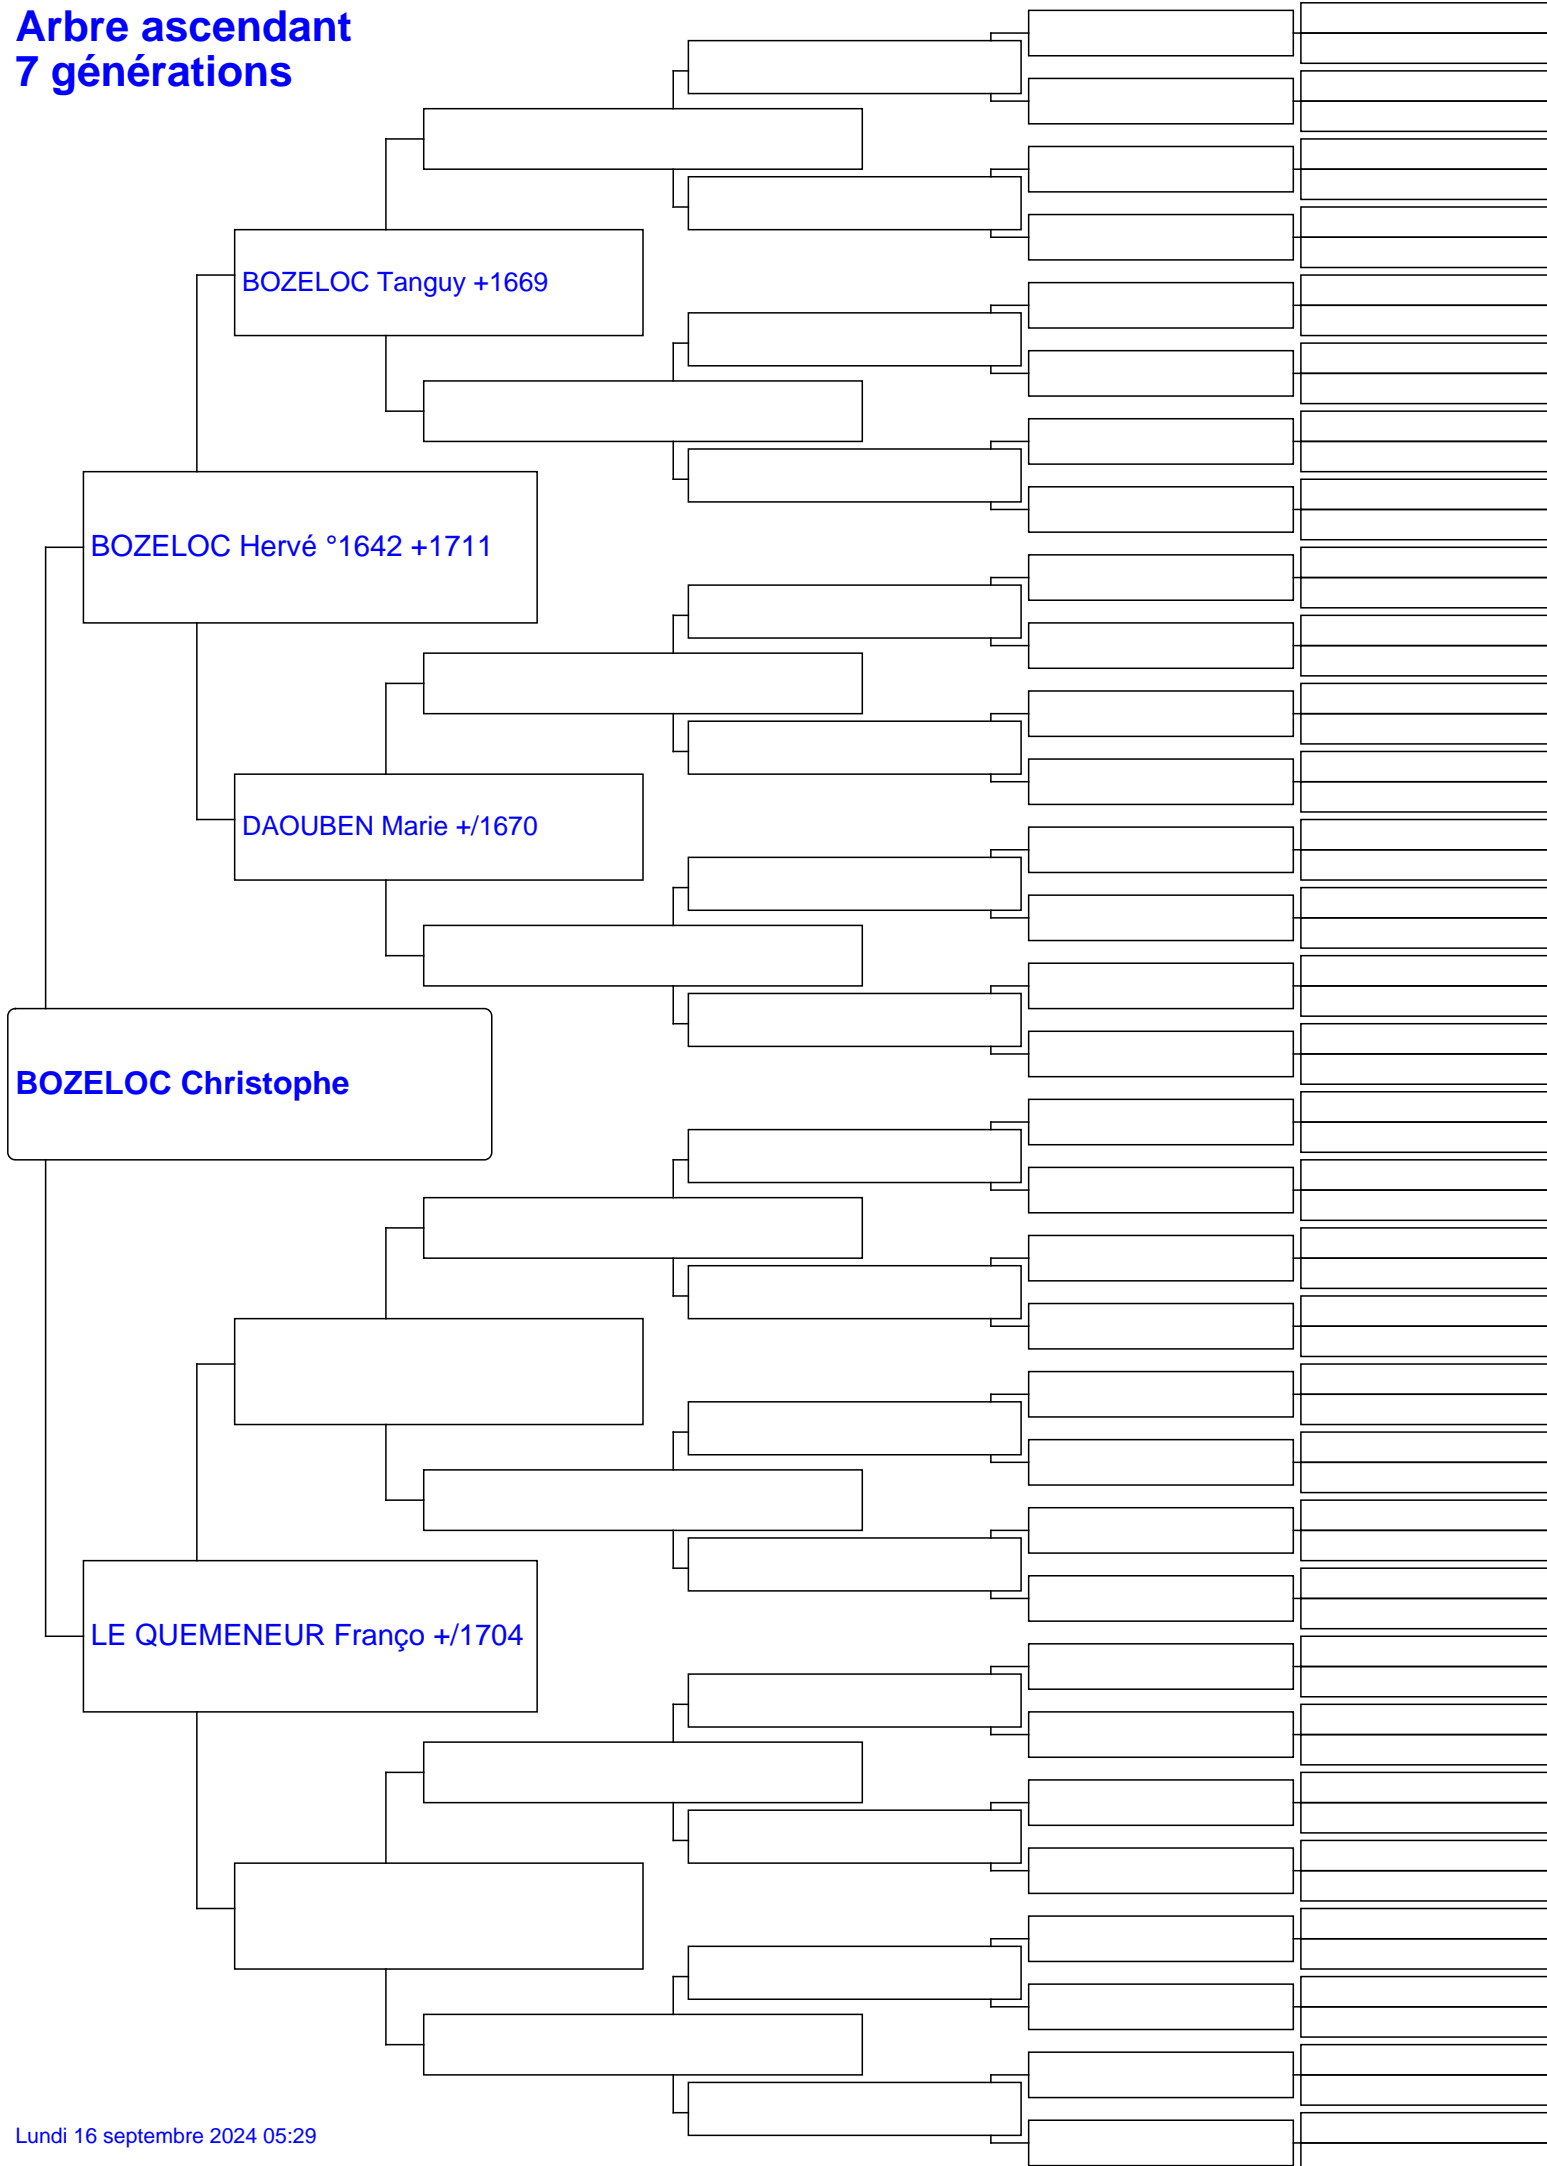 Arbre ascendant
7 générations
BOZELOC Tanguy +1669
BOZELOC Hervé °1642 +1711
DAOUBEN Marie +/1670
BOZELOC Christophe
LE QUEMENEUR Franço +/1704
Lundi 16 septembre 2024 05:29